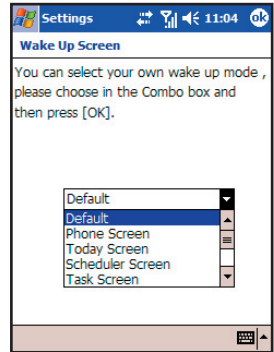 Settings 11:04 ok
Wake Up Screen
You can select your own wake up mode ,
please choose in the Combo box and
then press [OK].
Default
Default
Phone Screen
Today Screen
Scheduler Screen
Task Screen